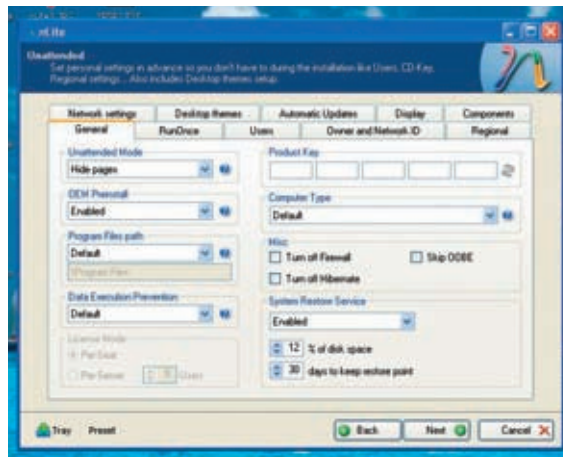 nLite
Unattended
Set personal settings in advance so you don't have to during the installation like Users, CD-Key,
Regional settings... Also includes Desktop themes setup.
Network settings Desktop themes Automatic Updates Display Components
General RunOnce Users Owner and Network ID Regional
Unattended Mode
Hide pages
Product Key
OEM Preinstall
Enabled
Computer Type
Default
Program Files path
Default
\Program Files
Misc
Turn off Firewall Skip OOBE
Turn off Hibernate
Data Execution Prevention
Default
System Restore Service
Enabled
License Mode
Per Seat
Per Server Users
12 % of disk space
30 days to keep restore point
Tray Preset Back Next Cancel